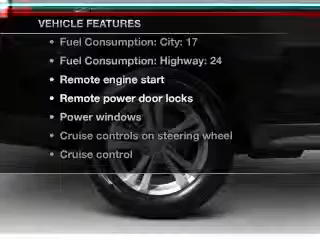 VEHICLE FEATURES
• Fuel Consumption: City: 17
• Fuel Consumption: Highway: 24
• Remote engine start
• Remote power door locks
• Power windows
• Cruise controls on steering wheel
• Cruise control